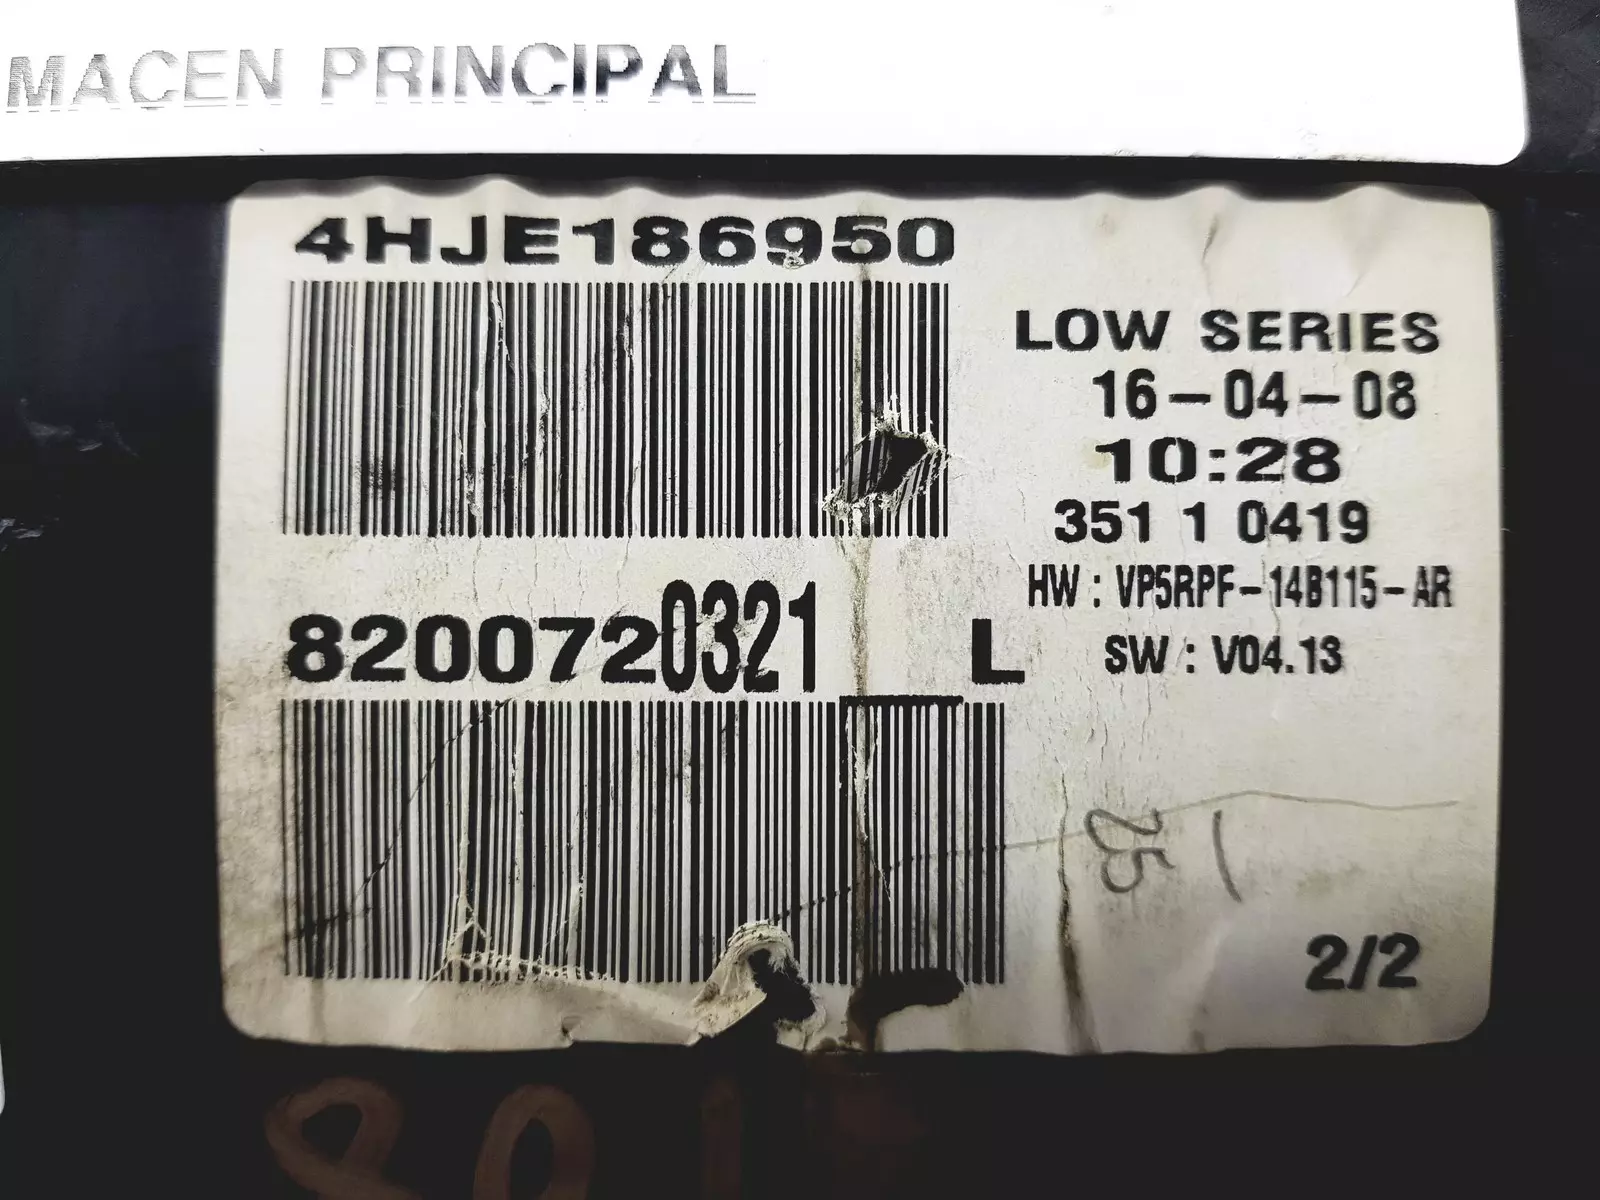 MACEN PRINCIPAL
4HJE186950
LOW SERIES
16-04-08
10:28
351 1 0419
HW : VP5RPF-14B115-AR
SW : V04.13
8200720321 L
25
2/2